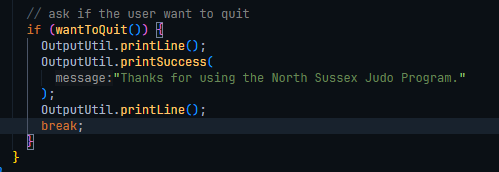 // ask if the user want to quit
if (wantToQuit()) {
OutputUtil.printLine();
OutputUtil.printSuccess(
message:"Thanks for using the North Sussex Judo Program."
);
OutputUtil.printLine();
break;
}
}